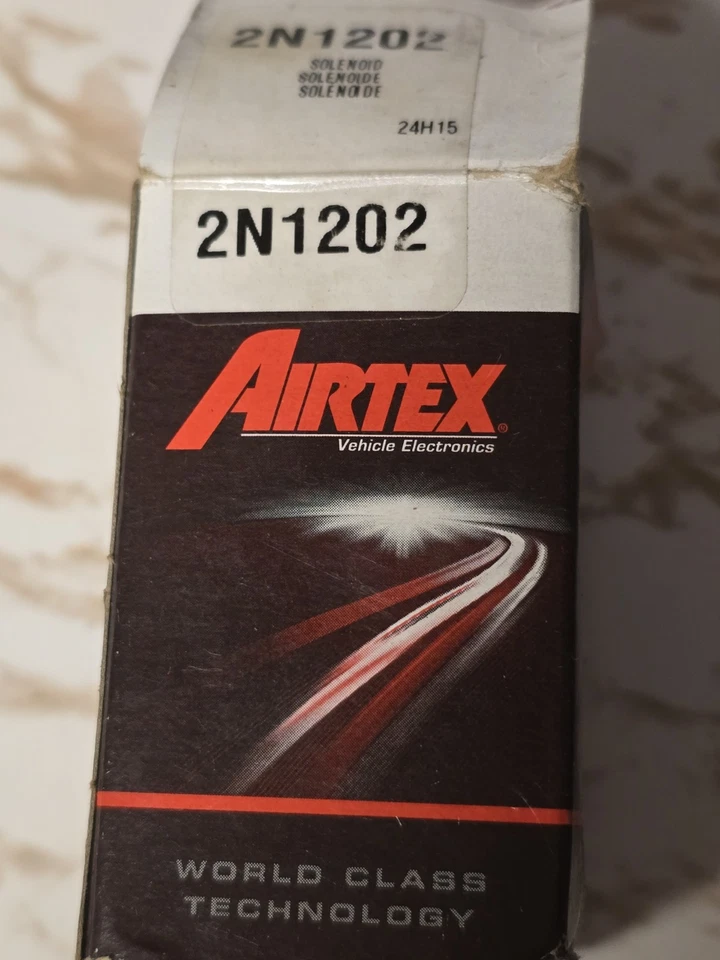 2N1202
SOLENOID
SOLENOIDE
SOLENOIDE
24H15
2N1202
AIRTEX®
Vehicle Electronics
WORLD CLASS
TECHNOLOGY